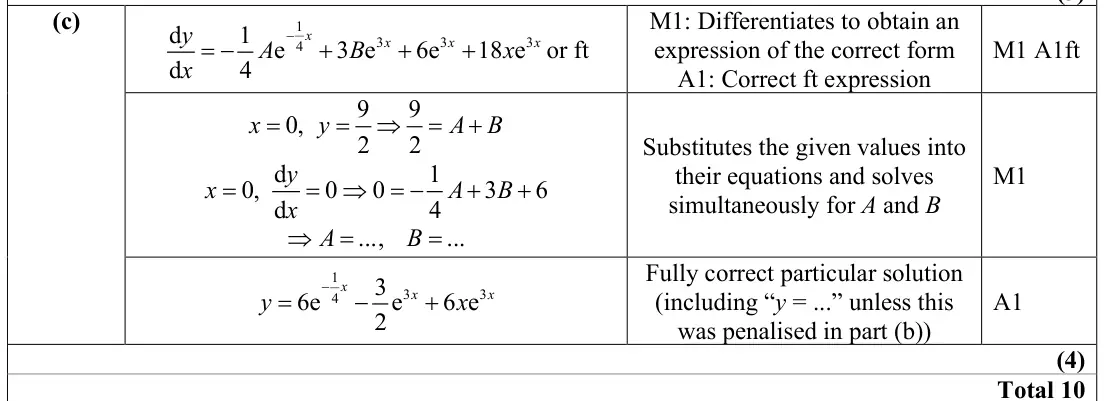 (c)
dy/dx = −1/4 Ae^(−1/4 x) + 3Be^(3x) + 6e^(3x) + 18xe^(3x) or ft
M1: Differentiates to obtain an
expression of the correct form
A1: Correct ft expression
M1 A1ft
x = 0, y = 9/2 ⇒ 9/2 = A + B
x = 0, dy/dx = 0 ⇒ 0 = −1/4 A + 3B + 6
⇒ A = ..., B = ...
Substitutes the given values into
their equations and solves
simultaneously for A and B
M1
y = 6e^(−1/4 x) − 3/2 e^(3x) + 6xe^(3x)
Fully correct particular solution
(including “y = ...” unless this
was penalised in part (b))
A1
(4)
Total 10